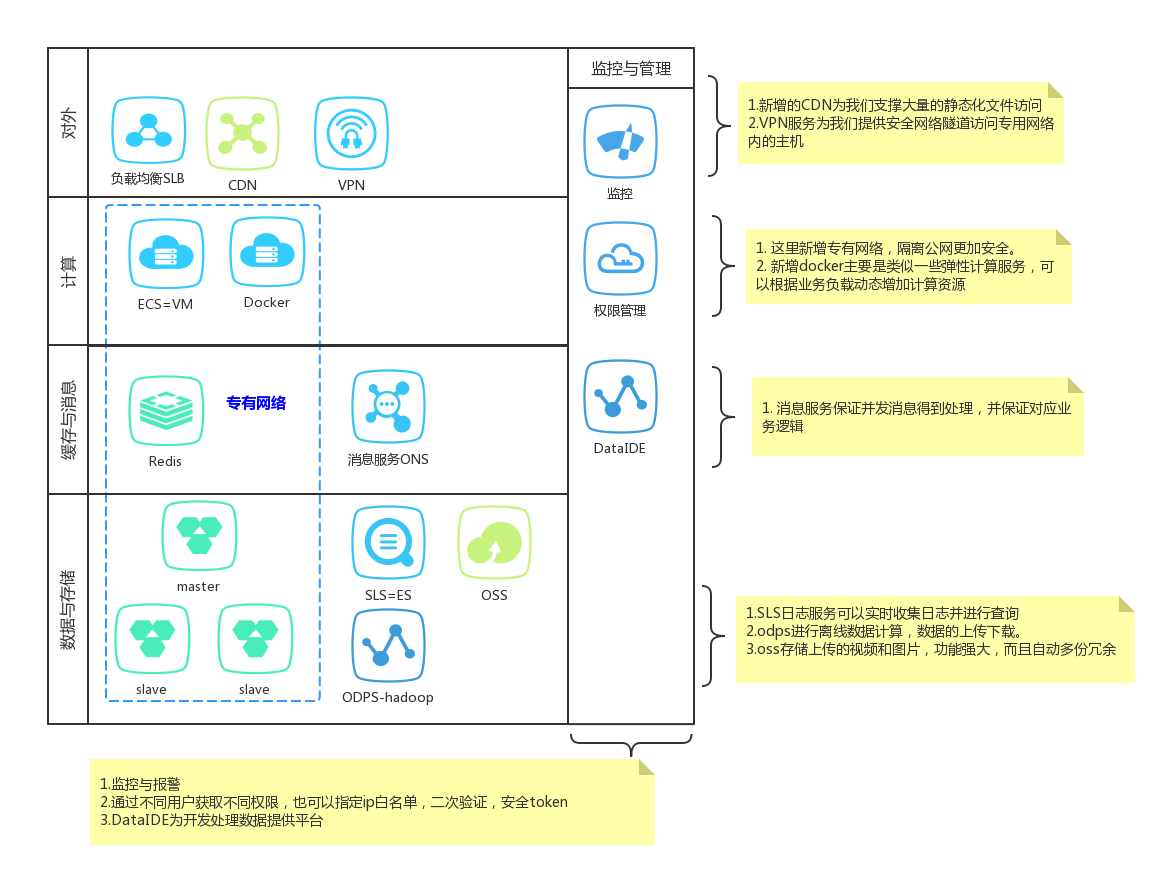 监控与管理
对外
负载均衡SLB
CDN
VPN
监控
1.新增的CDN为我们支撑大量的静态化文件访问
2.VPN服务为我们提供安全网络隧道访问专用网络
内的主机
计算
ECS=VM
Docker
权限管理
1. 这里新增专有网络，隔离公网更加安全。
2. 新增docker主要是类似一些弹性计算服务，可
以根据业务负载动态增加计算资源
缓存与消息
Redis
专有网络
消息服务ONS
DataIDE
1. 消息服务保证并发消息得到处理，并保证对应业
务逻辑
数据与存储
master
slave
slave
SLS=ES
OSS
ODPS-hadoop
1.SLS日志服务可以实时收集日志并进行查询
2.odps进行离线数据计算，数据的上传下载。
3.oss存储上传的视频和图片，功能强大，而且自动多份冗余
1.监控与报警
2.通过不同用户获取不同权限，也可以指定ip白名单，二次验证，安全token
3.DataIDE为开发处理数据提供平台